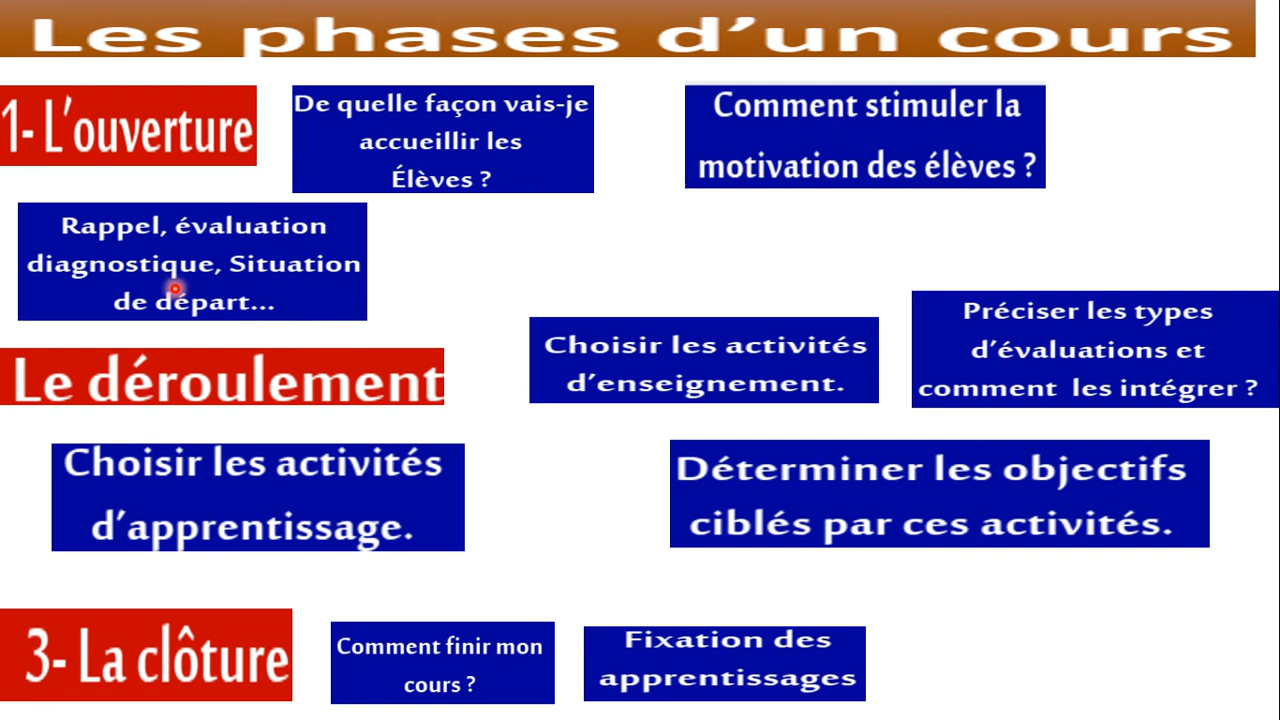 Les phases d’un cours
1- L’ouverture
De quelle façon vais-je
accueillir les
Élèves ?
Comment stimuler la
motivation des élèves ?
Rappel, évaluation
diagnostique, Situation
de départ...
Le déroulement
Choisir les activités
d’enseignement.
Préciser les types
d’évaluations et
comment les intégrer ?
Choisir les activités
d’apprentissage.
Déterminer les objectifs
ciblés par ces activités.
3- La clôture
Comment finir mon
cours ?
Fixation des
apprentissages